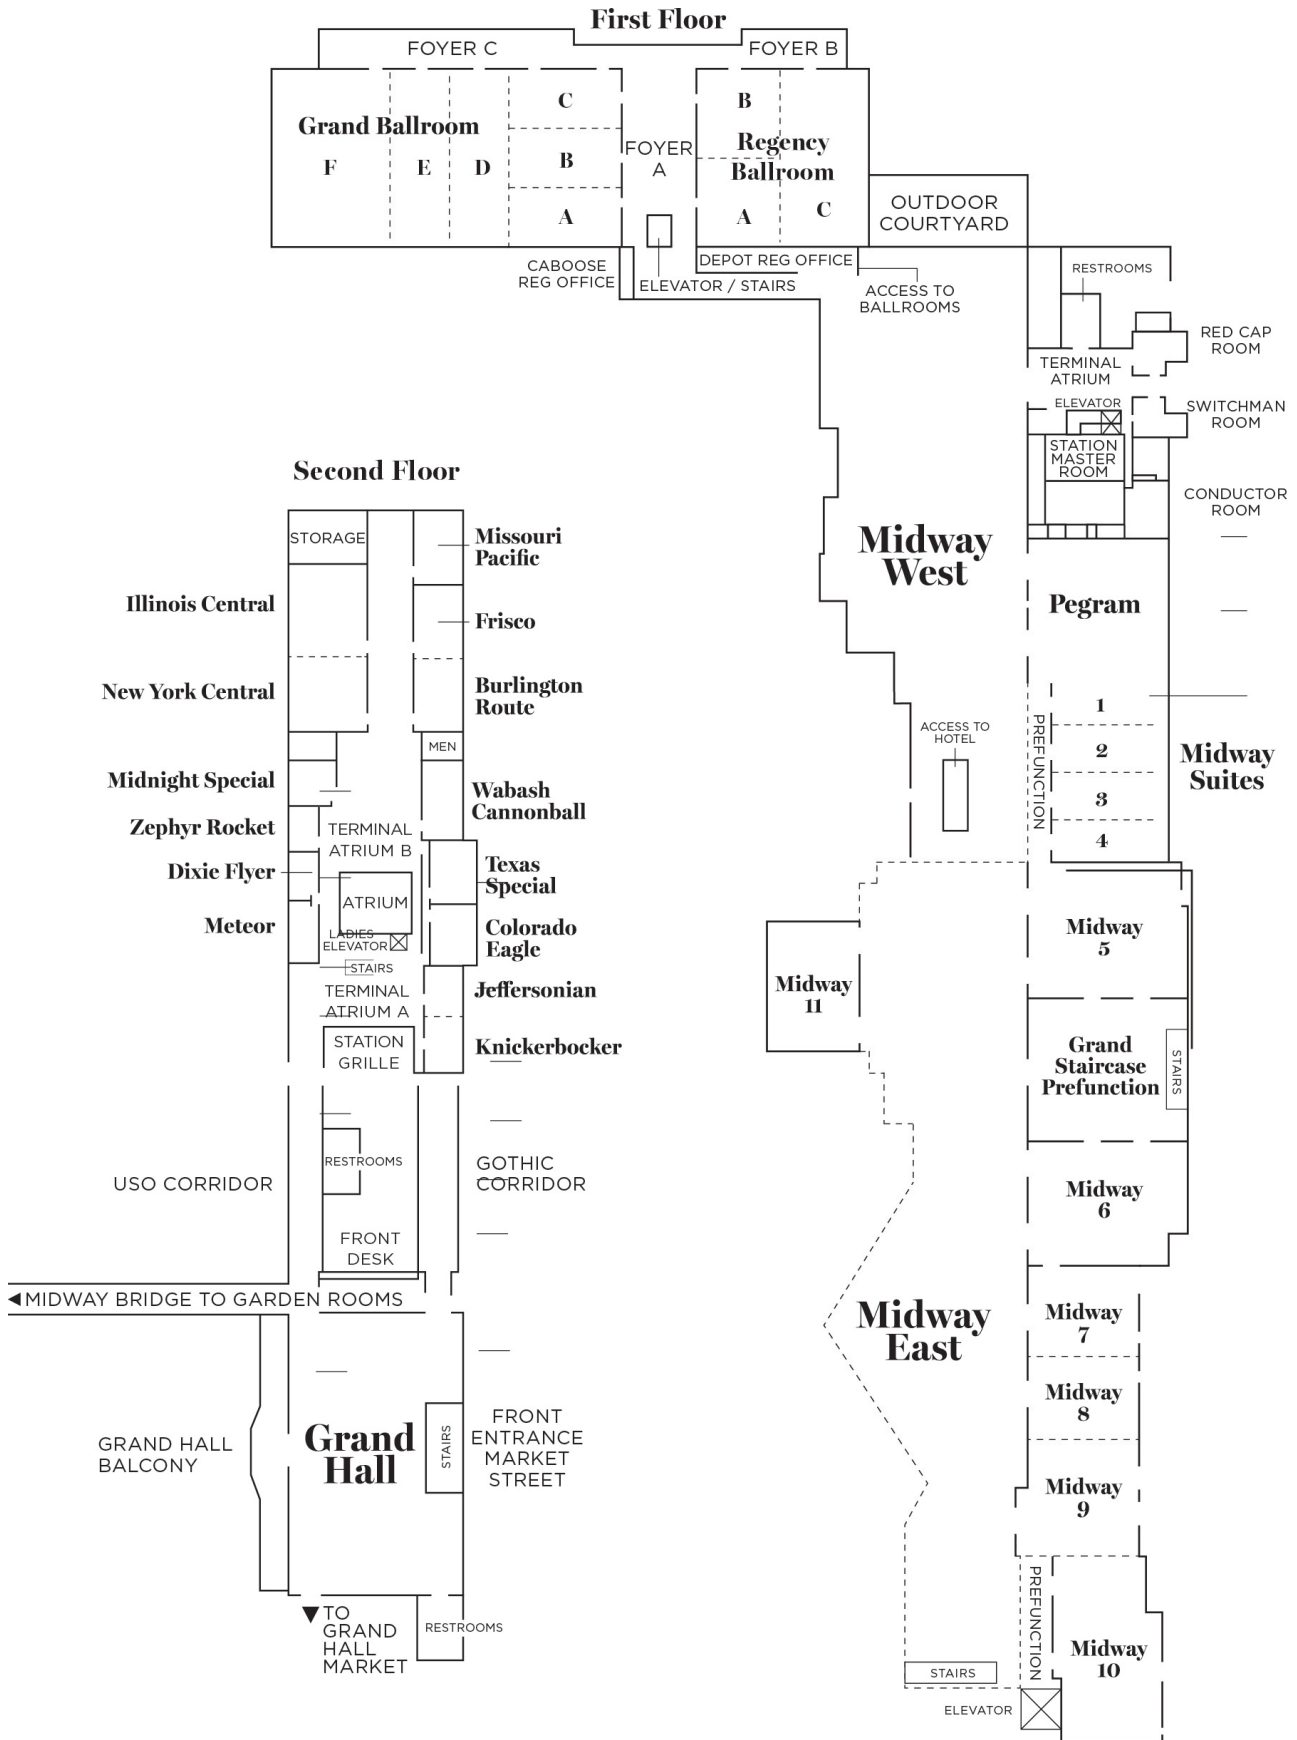 First Floor
FOYER C
FOYER B
Grand Ballroom
F
E
D
C
B
A
FOYER
A
B
Regency
Ballroom
A
C
OUTDOOR
COURTYARD
CABOOSE
REG OFFICE
ELEVATOR / STAIRS
DEPOT REG OFFICE
ACCESS TO
BALLROOMS
RESTROOMS
RED CAP
ROOM
TERMINAL
ATRIUM
ELEVATOR
SWITCHMAN
ROOM
STATION
MASTER
ROOM
CONDUCTOR
ROOM
Midway
West
Pegram
ACCESS TO
HOTEL
PREFUNCTION
1
2
3
4
Midway
Suites
Midway
5
Midway
11
Grand
Staircase
Prefunction
STAIRS
Midway
6
Midway
East
Midway
7
Midway
8
Midway
9
PREFUNCTION
Midway
10
STAIRS
ELEVATOR
Second Floor
STORAGE
Missouri
Pacific
Illinois Central
Frisco
New York Central
Burlington
Route
MEN
Midnight Special
Wabash
Cannonball
Zephyr Rocket
TERMINAL
ATRIUM B
Dixie Flyer
Texas
Special
ATRIUM
Meteor
LADIES
ELEVATOR
Colorado
Eagle
STAIRS
TERMINAL
ATRIUM A
Jeffersonian
STATION
GRILLE
Knickerbocker
RESTROOMS
USO CORRIDOR
GOTHIC
CORRIDOR
FRONT
DESK
MIDWAY BRIDGE TO GARDEN ROOMS
GRAND HALL
BALCONY
Grand
Hall
STAIRS
FRONT
ENTRANCE
MARKET
STREET
TO
GRAND
HALL
MARKET
RESTROOMS